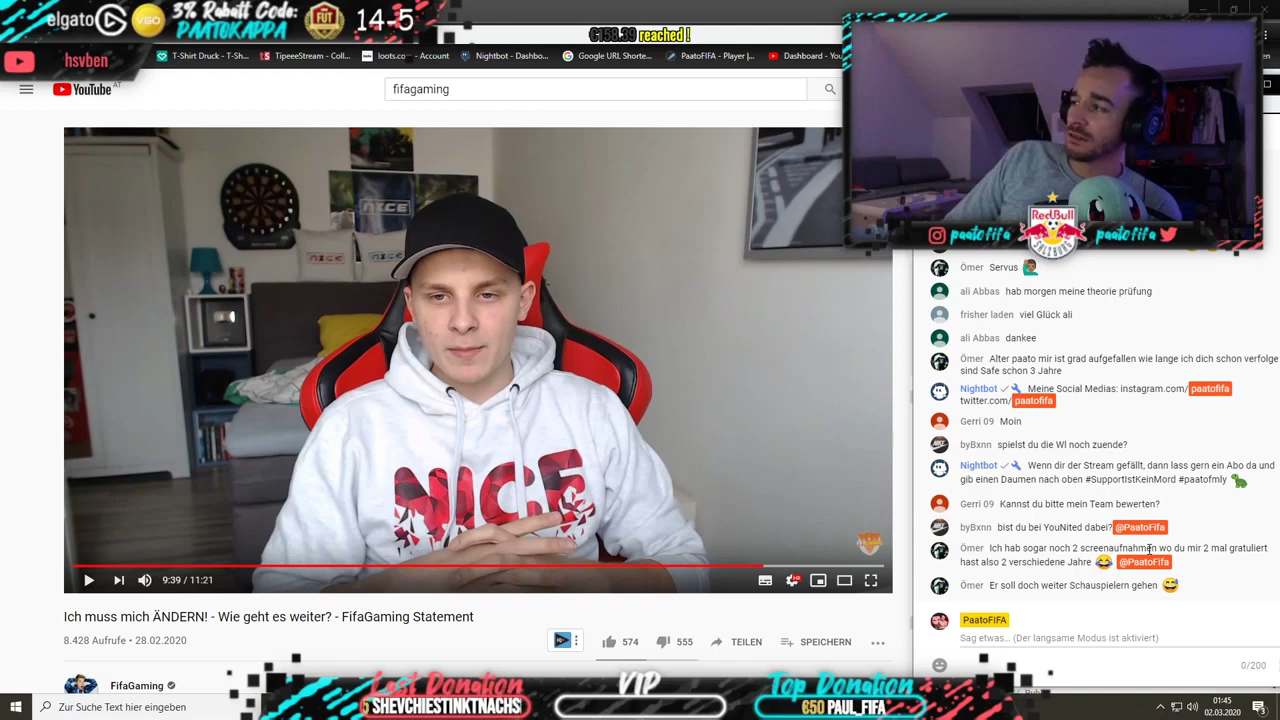 elgato
VGO
3% Rabatt Code:
PAATOKAPPA
FUT
14-5
€158.39 reached !
hsvben
T-Shirt Druck - T-Sh...
TipeeeStream - Coll...
loots.co - Account
Nightbot - Dashbo...
Google URL Shorte...
PaatoFIFA - Player |...
Dashboard - You
YouTube AT
fifagaming
NICE
NICE
NICE
NICE
RedBull
SALZBURG
paatofifa
paatofifa
Ömer Servus
ali Abbas hab morgen meine theorie prüfung
frisher laden viel Glück ali
ali Abbas dankee
Ömer Alter paato mir ist grad aufgefallen wie lange ich dich schon verfolge
sind Safe schon 3 Jahre
Nightbot Meine Social Medias: instagram.com/ paatofifa
twitter.com/ paatofifa
Gerri 09 Moin
byBxnn spielst du die Wl noch zuende?
Nightbot Wenn dir der Stream gefällt, dann lass gern ein Abo da und
gib einen Daumen nach oben #SupportIstKeinMord #paatofmly
Gerri 09 Kannst du bitte mein Team bewerten?
byBxnn bist du bei YouNited dabei? @PaatoFifa
Ömer Ich hab sogar noch 2 screenaufnahmen wo du mir 2 mal gratuliert
hast also 2 verschiedene Jahre @PaatoFifa
Ömer Er soll doch weiter Schauspielern gehen
PaatoFIFA
Sag etwas... (Der langsame Modus ist aktiviert)
0/200
9:39 / 11:21
Ich muss mich ÄNDERN! - Wie geht es weiter? - FifaGaming Statement
8.428 Aufrufe • 28.02.2020
574
555
TEILEN
SPEICHERN
FifaGaming
Last Donation
SHEVCHIESTINKTNACHS
VIP
Top Donation
€50 PAUL_FIFA
Zur Suche Text hier eingeben
01:45
02.03.2020